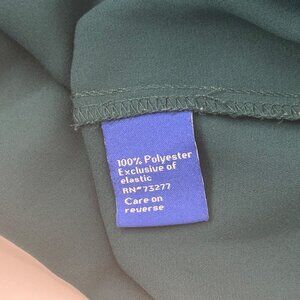 100% Polyester
Exclusive of
elastic
RN#73277
Care on
reverse